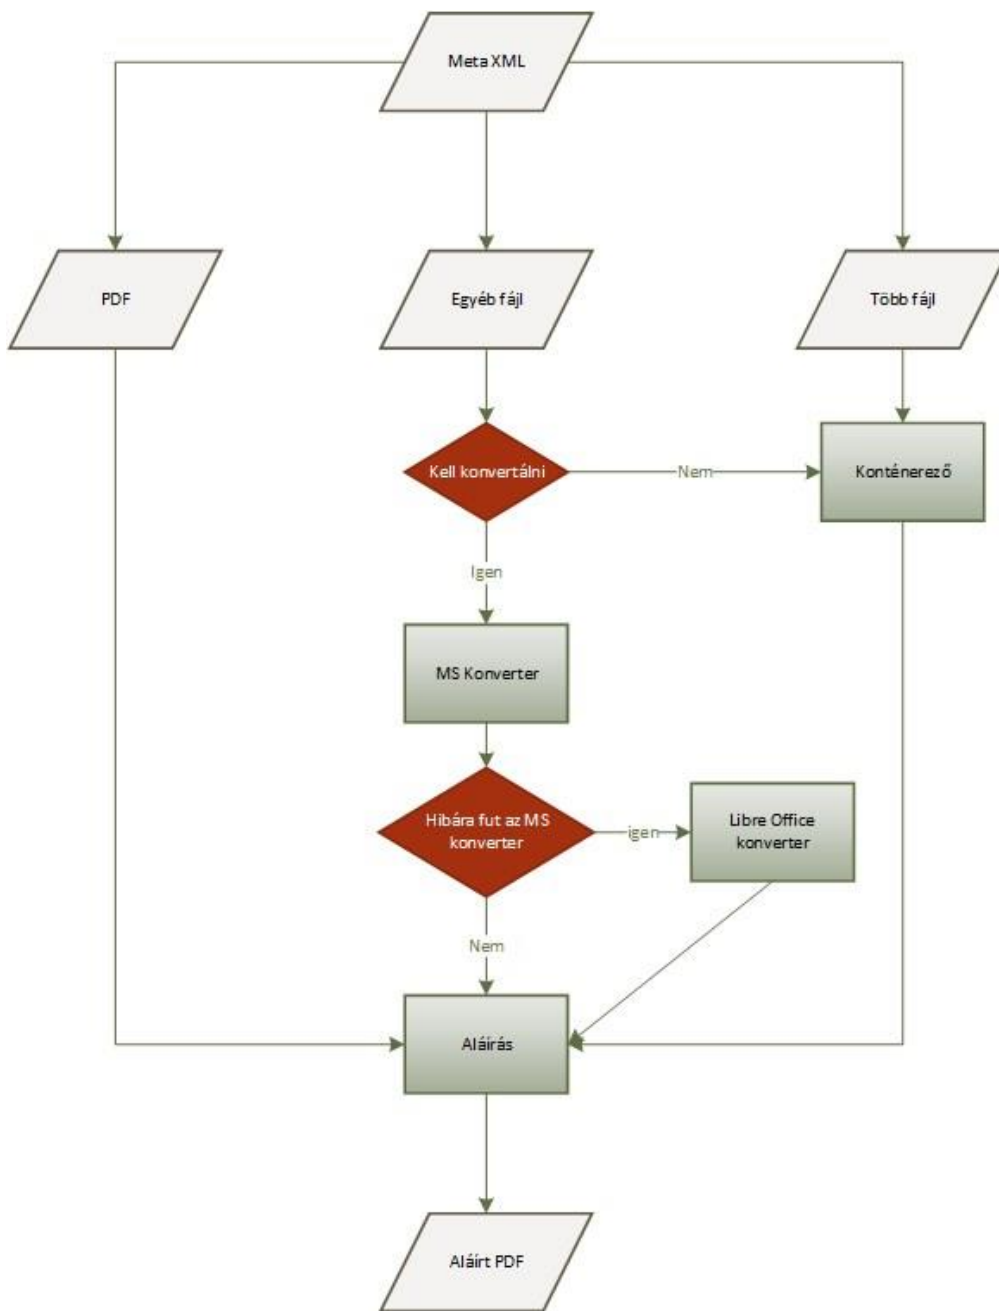 Meta XML
PDF
Egyéb fájl
Több fájl
Kell konvertálni
Nem
Konténerező
Igen
MS Konverter
Hibára fut az MS
konverter
igen
Libre Office
konverter
Nem
Aláírás
Aláírt PDF